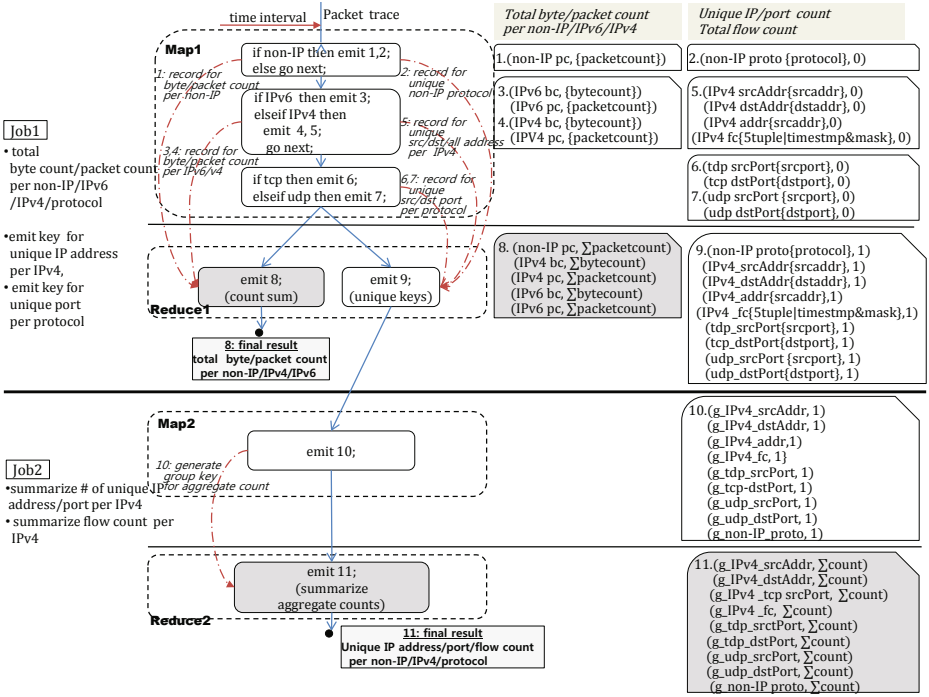 time interval
Packet trace
Total byte/packet count
per non-IP/IPv6/IPv4
Unique IP/port count
Total flow count
Map1
if non-IP then emit 1,2;
else go next;
1: record for
byte/packet count
per non-IP
2: record for
unique
non-IP protocol
if IPv6 then emit 3;
elseif IPv4 then
emit 4, 5;
go next;
3,4: record for
byte/packet count
per IPv6/v4
5: record for
unique
src/dst/all address
per IPv4
if tcp then emit 6;
elseif udp then emit 7;
6,7: record for
unique
src/dst port
per protocol
1.(non-IP pc, {packetcount})
2.(non-IP proto {protocol}, 0)
3.(IPv6 bc, {bytecount})
(IPv6 pc, {packetcount})
4.(IPv4 bc, {bytecount})
(IPv4 pc, {packetcount})
5.(IPv4 srcAddr{srcaddr}, 0)
(IPv4 dstAddr{dstaddr}, 0)
(IPv4 addr{srcaddr},0)
(IPv4 fc{5tuple|timestmp&mask}, 0)
6.(tdp srcPort{srcport}, 0)
(tcp dstPort{dstport}, 0)
7.(udp srcPort {srcport}, 0)
(udp dstPort{dstport}, 0)
Job1
• total
byte count/packet count
per non-IP/IPv6
/IPv4/protocol
•emit key for
unique IP address
per IPv4,
• emit key for
unique port
per protocol
emit 8;
(count sum)
emit 9;
(unique keys)
Reduce1
8: final result
total byte/packet count
per non-IP/IPv4/IPv6
8. (non-IP pc, ∑packetcount)
(IPv4 bc, ∑bytecount)
(IPv4 pc, ∑packetcount)
(IPv6 bc, ∑bytecount)
(IPv6 pc, ∑packetcount)
9.(non-IP proto{protocol}, 1)
(IPv4_srcAddr{srcaddr}, 1)
(IPv4_dstAddr{dstaddr}, 1)
(IPv4_addr{srcaddr},1)
(IPv4 _fc{5tuple|timestmp&mask},1)
(tdp_srcPort{srcport}, 1)
(tcp_dstPort{dstport}, 1)
(udp_srcPort {srcport}, 1)
(udp_dstPort{dstport}, 1)
Map2
emit 10;
10: generate
group key
for aggregate count
Job2
•summarize # of unique IP
address/port per IPv4
• summarize flow count per
IPv4
10.(g_IPv4_srcAddr, 1)
(g_IPv4_dstAddr, 1)
(g_IPv4_addr,1)
(g_IPv4_fc, 1}
(g_tdp_srcPort, 1)
(g_tcp-dstPort, 1)
(g_udp_srcPort, 1)
(g_udp_dstPort, 1)
(g_non-IP_proto, 1)
emit 11;
(summarize
aggregate counts)
Reduce2
11: final result
Unique IP address/port/flow count
per non-IP/IPv4/protocol
11.(g_IPv4_srcAddr, ∑count)
(g_IPv4_dstAddr, ∑count)
(g_IPv4 _tcp srcPort, ∑count)
(g_IPv4 _fc, ∑count)
(g_tdp_srctPort, ∑count)
(g_tdp_dstPort, ∑count)
(g_udp_srcPort, ∑count)
(g_udp_dstPort, ∑count)
(g_non-IP proto, ∑count)